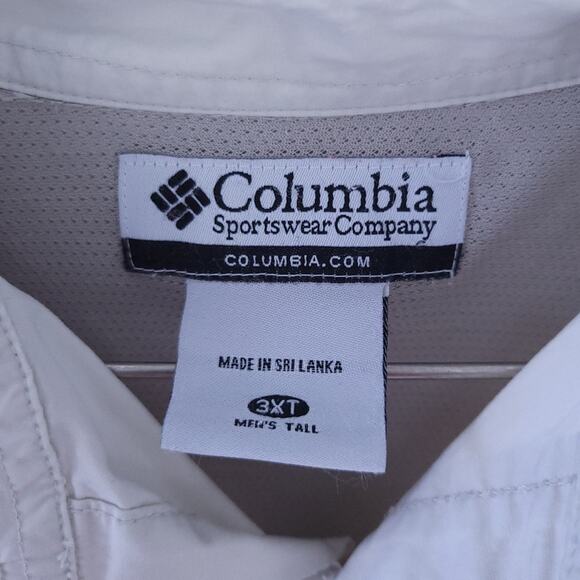 Columbia
Sportswear Company
COLUMBIA.COM
MADE IN SRI LANKA
3XT
MEN'S TALL